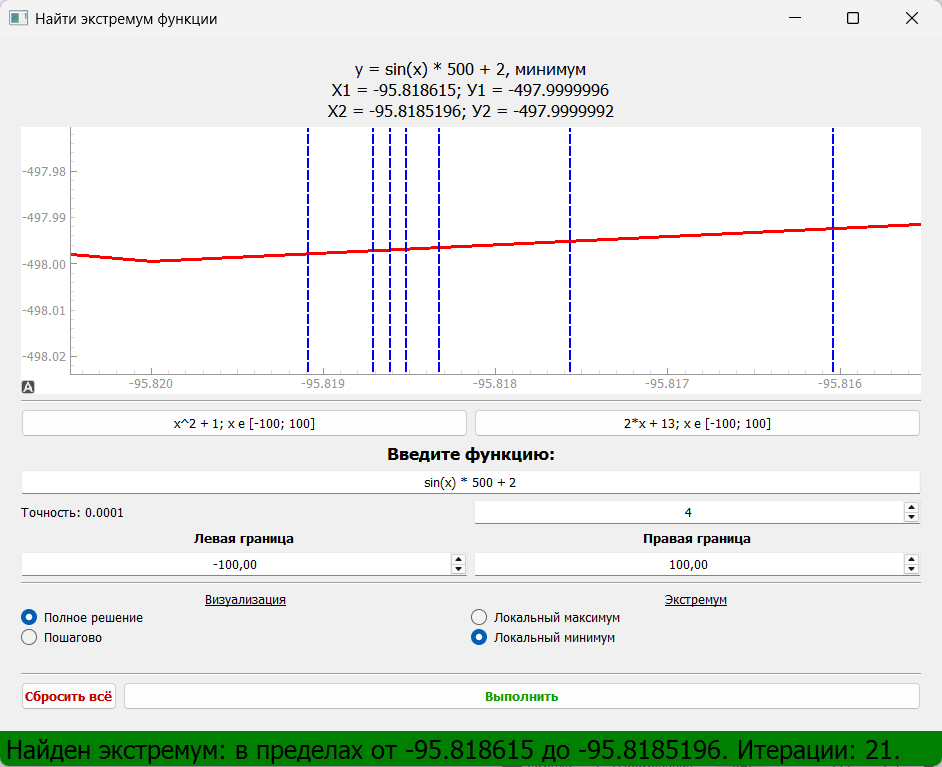 Найти экстремум функции
y = sin(x) * 500 + 2, минимум
X1 = -95.818615; У1 = -497.9999996
X2 = -95.8185196; У2 = -497.9999992
-497.98
-497.99
-498.00
-498.01
-498.02
-95.820 -95.819 -95.818 -95.817 -95.816
A
x^2 + 1; x e [-100; 100] 2*x + 13; x e [-100; 100]
Введите функцию:
sin(x) * 500 + 2
Точность: 0.0001 4
Левая граница Правая граница
-100,00 100,00
Визуализация Экстремум
Полное решение Локальный максимум
Пошагово Локальный минимум
Сбросить всё Выполнить
Найден экстремум: в пределах от -95.818615 до -95.8185196. Итерации: 21.